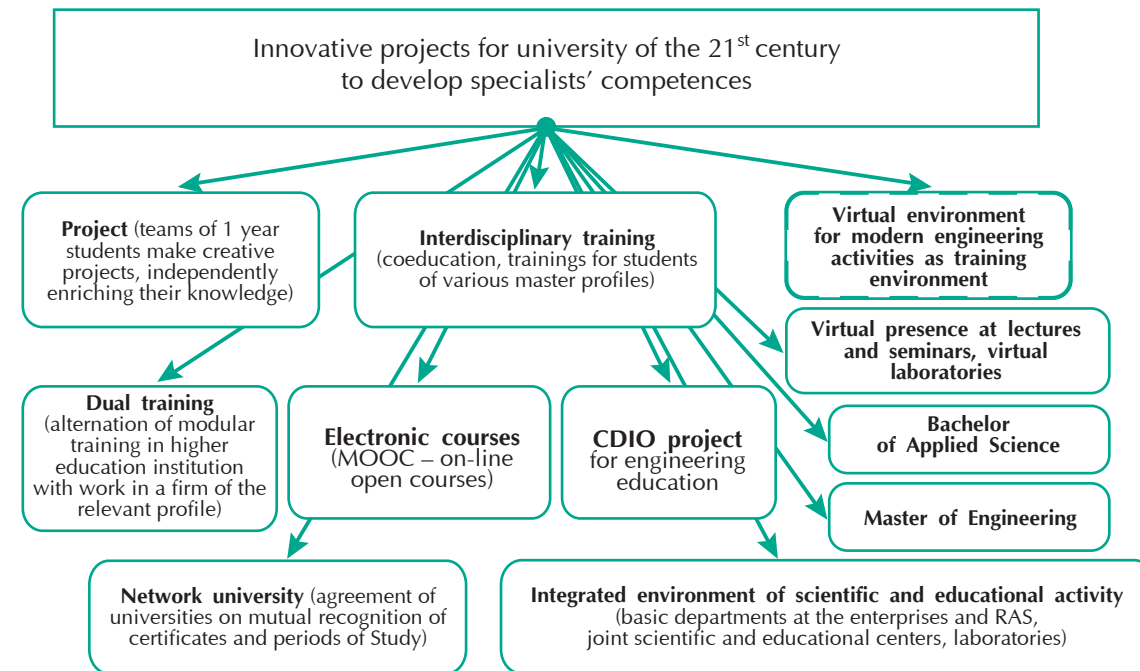 Innovative projects for university of the 21st century
to develop specialists’ competences
Project (teams of 1 year
students make creative
projects, independently
enriching their knowledge)
Interdisciplinary training
(coeducation, trainings for students
of various master profiles)
Virtual environment
for modern engineering
activities as training
environment
Virtual presence at lectures
and seminars, virtual
laboratories
Dual training
(alternation of modular
training in higher
education institution
with work in a firm of the
relevant profile)
Electronic courses
(MOOC – on-line
open courses)
CDIO project
for engineering
education
Bachelor
of Applied Science
Master of Engineering
Network university (agreement of
universities on mutual recognition of
certificates and periods of Study)
Integrated environment of scientific and educational activity
(basic departments at the enterprises and RAS,
joint scientific and educational centers, laboratories)